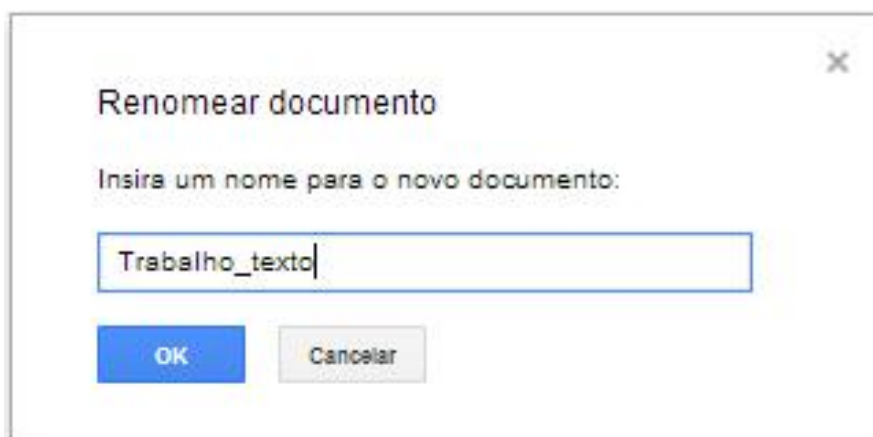 Renomear documento
Insira um nome para o novo documento:
Trabalho_texto
OK
Cancelar